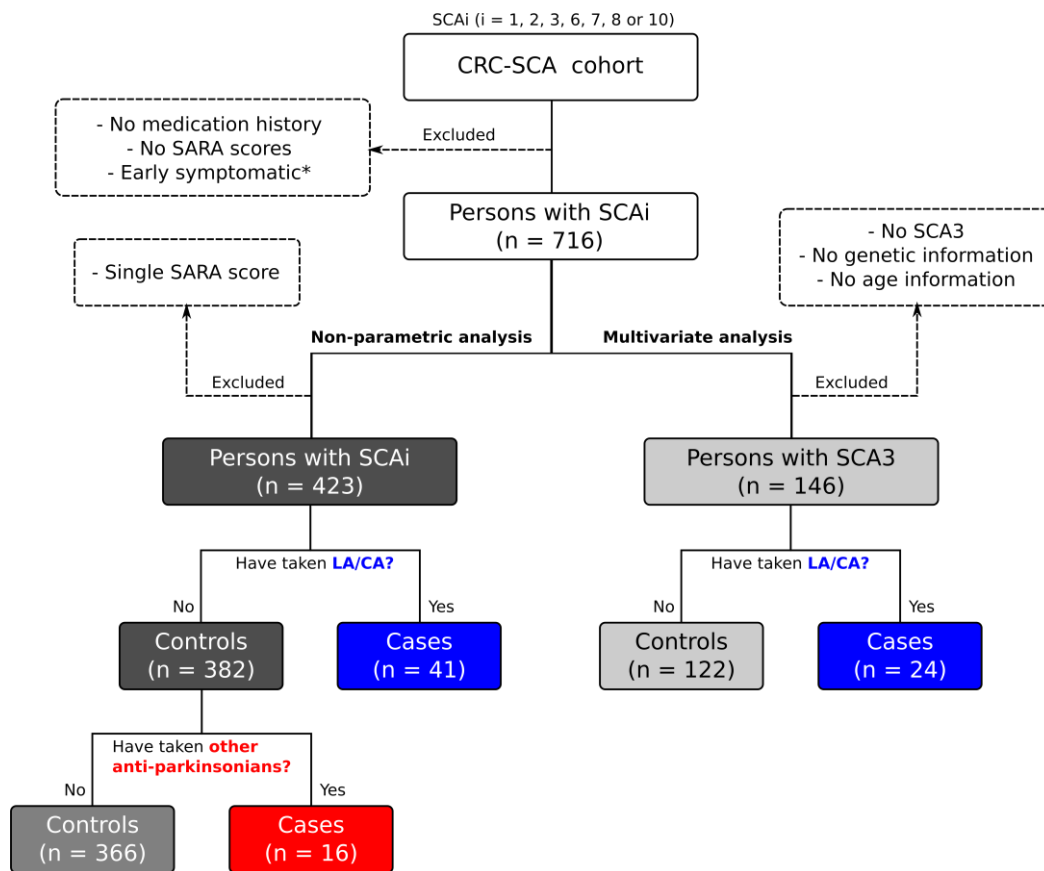 SCAi (i = 1, 2, 3, 6, 7, 8 or 10)
CRC-SCA cohort
- No medication history
- No SARA scores
- Early symptomatic*
Excluded
Persons with SCAi
(n = 716)
- Single SARA score
- No SCA3
- No genetic information
- No age information
Non-parametric analysis
Multivariate analysis
Excluded
Excluded
Persons with SCAi
(n = 423)
Persons with SCA3
(n = 146)
Have taken LA/CA?
Have taken LA/CA?
No
Yes
No
Yes
Controls
(n = 382)
Cases
(n = 41)
Controls
(n = 122)
Cases
(n = 24)
Have taken other
anti-parkinsonians?
No
Yes
Controls
(n = 366)
Cases
(n = 16)